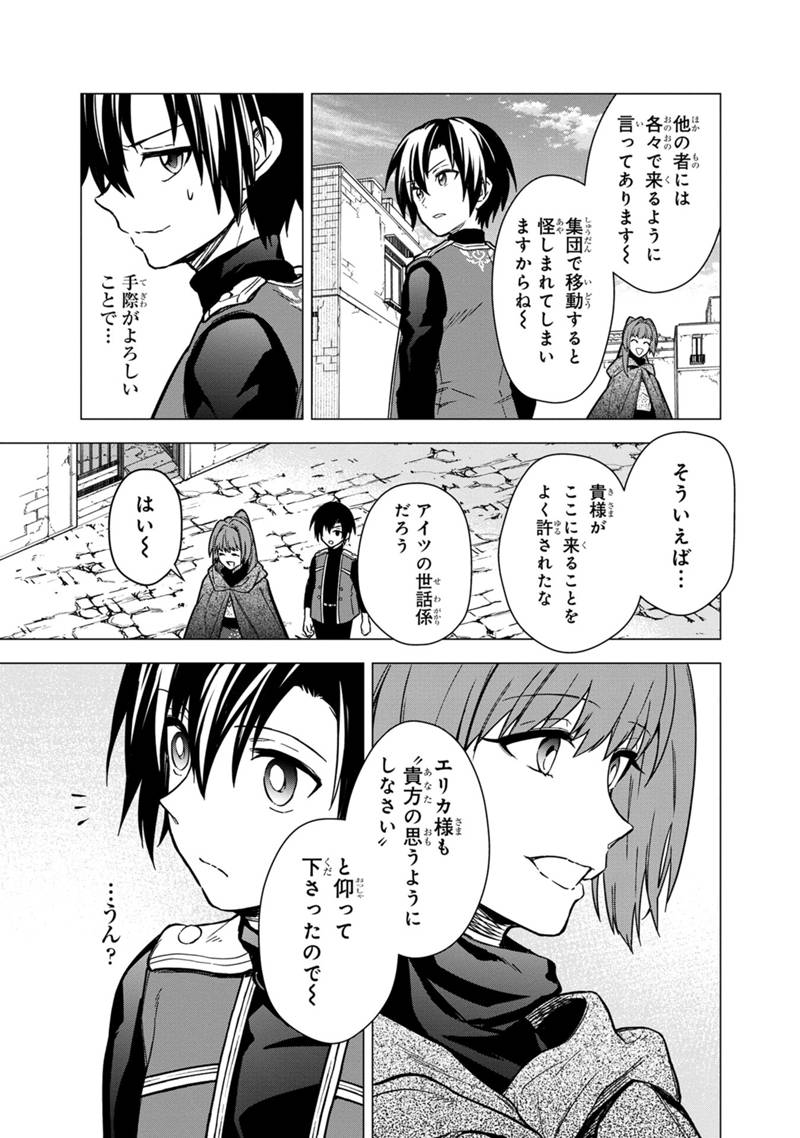 他の者には
各々で来るように
言ってあります〜
集団で移動すると
怪しまれてしまい
ますからね〜
手際がよろしい
ことで…
そういえば…
貴様が
ここに来ることを
よく許されたな
アイツの世話係
だろう
はい〜
エリカ様も
〝貴方の思うように
しなさい〟
と仰って
下さったので〜
…うん?